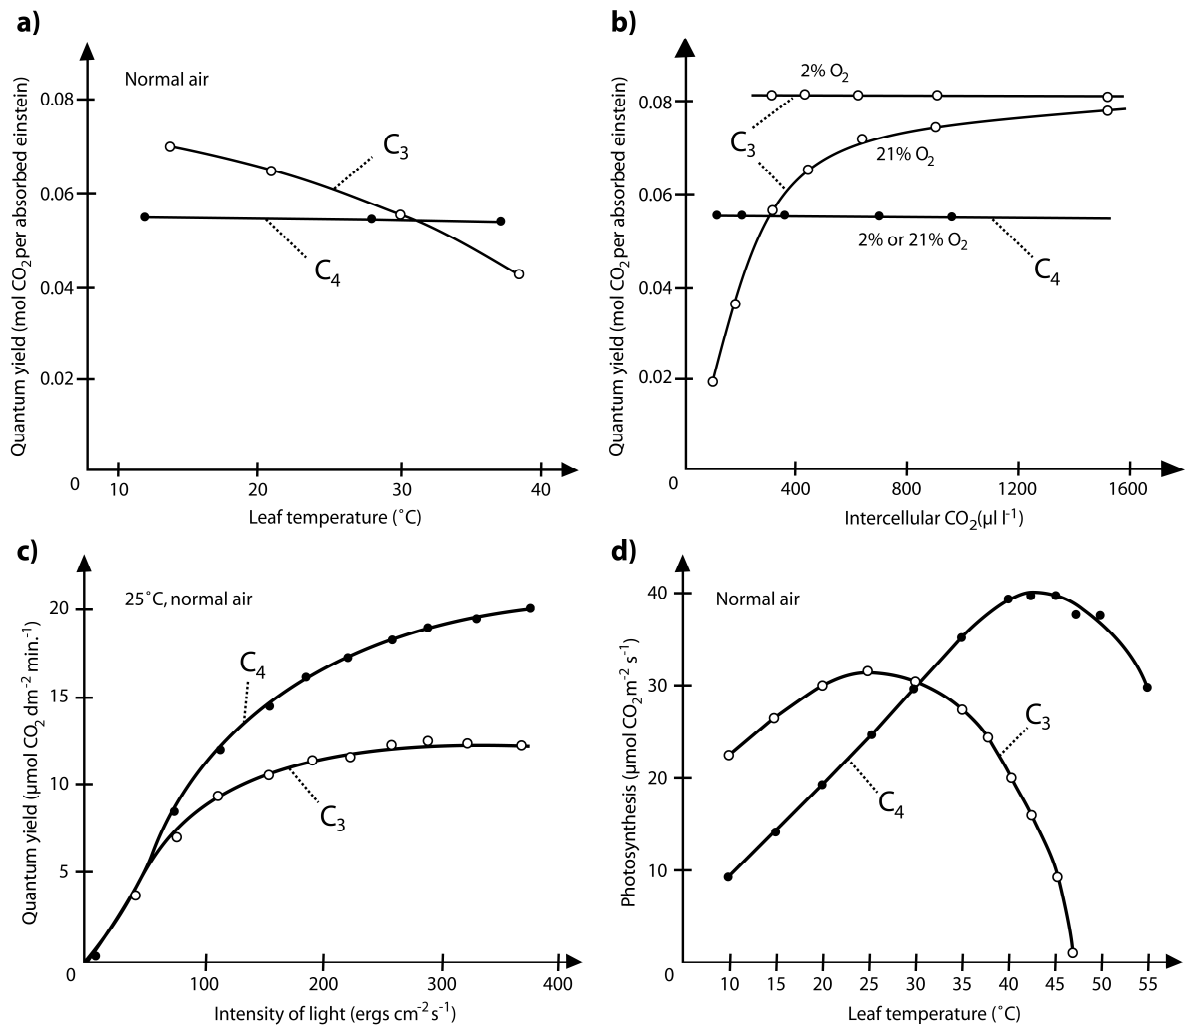 a)
Normal air
Quantum yield (mol CO₂ per absorbed einstein)
0.08
0.06
0.04
0.02
0
C₃
C₄
10 20 30 40
Leaf temperature (˚C)
b)
Quantum yield (mol CO₂ per absorbed einstein)
0.08
0.06
0.04
0.02
0
2% O₂
C₃
21% O₂
2% or 21% O₂
C₄
400 800 1200 1600
Intercellular CO₂(µl l⁻¹)
c)
25˚C, normal air
Quantum yield (µmol CO₂ dm⁻² min.⁻¹)
20
15
10
5
0
C₄
C₃
100 200 300 400
Intensity of light (ergs cm⁻² s⁻¹)
d)
Normal air
Photosynthesis (µmol CO₂m⁻² s⁻¹)
40
30
20
10
0
C₃
C₄
10 15 20 25 30 35 40 45 50 55
Leaf temperature (˚C)